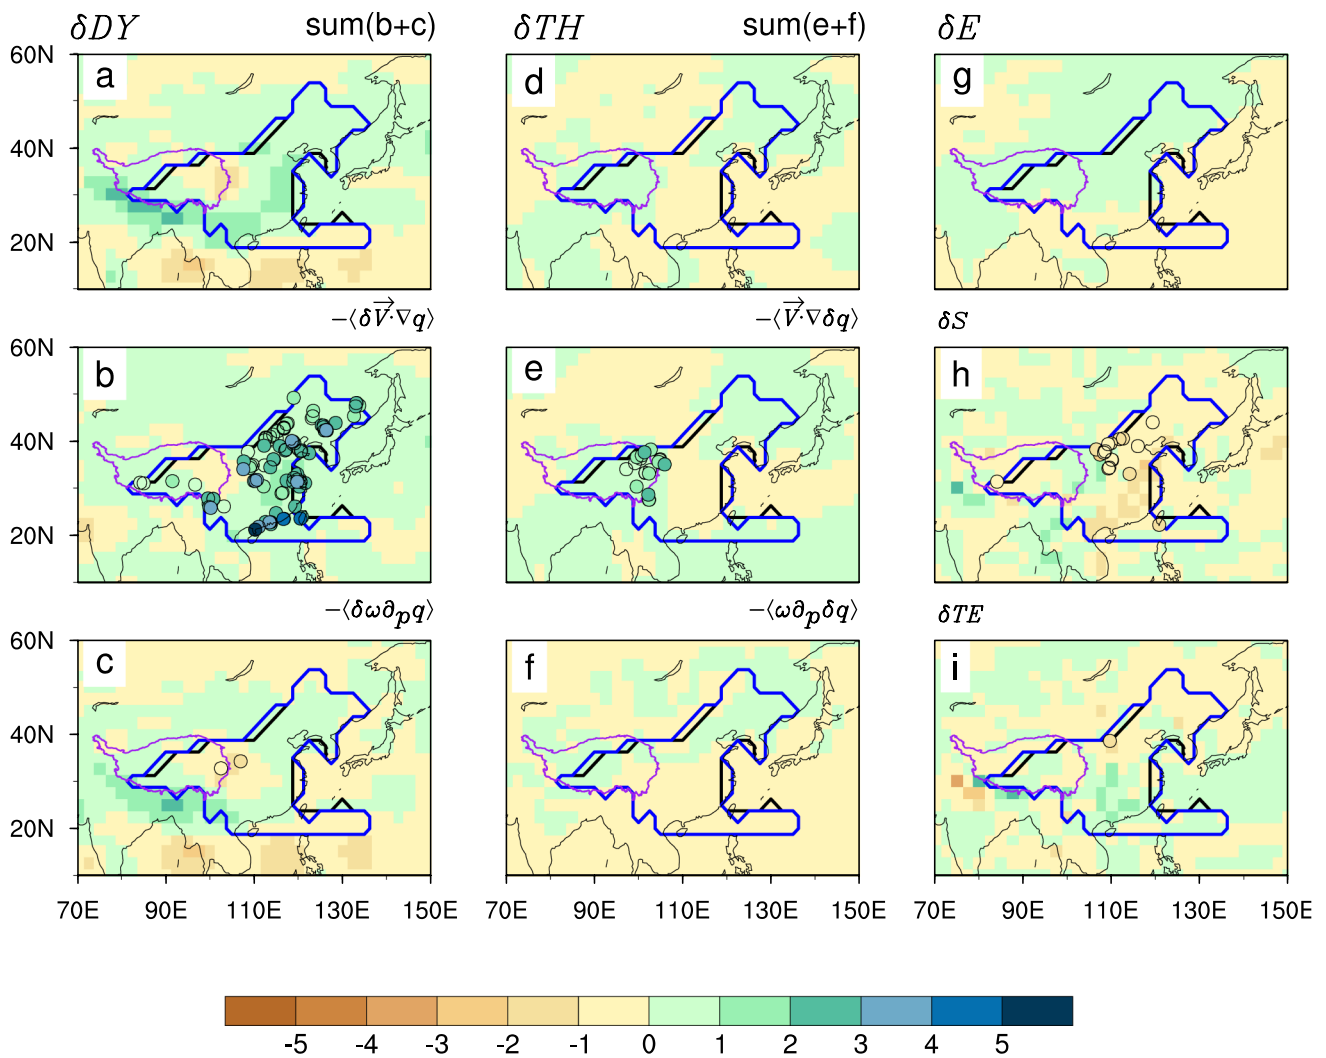 δDY sum(b+c) δTH sum(e+f) δE
60N a d g
40N
20N
−⟨δV⃗·∇q⟩ −⟨V⃗·∇δq⟩ δS
60N b e h
40N
20N
−⟨δω∂ₚq⟩ −⟨ω∂ₚδq⟩ δTE
60N c f i
40N
20N
70E 90E 110E 130E 150E 70E 90E 110E 130E 150E 70E 90E 110E 130E 150E
-5 -4 -3 -2 -1 0 1 2 3 4 5